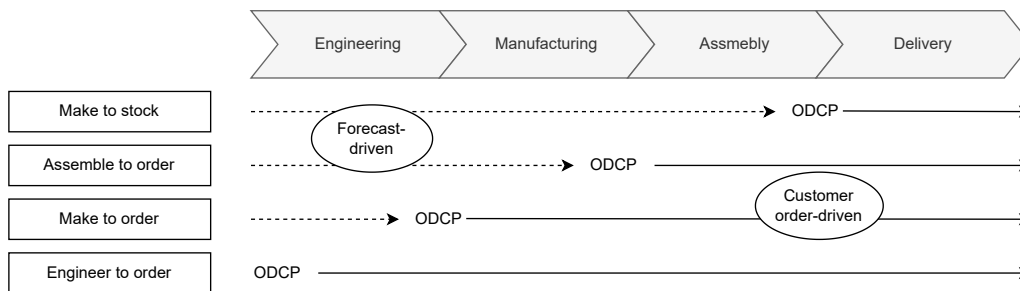 Engineering Manufacturing Assmebly Delivery
Make to stock ODCP
Forecast-
driven
Assemble to order ODCP
Customer
order-driven
Make to order ODCP
Engineer to order ODCP